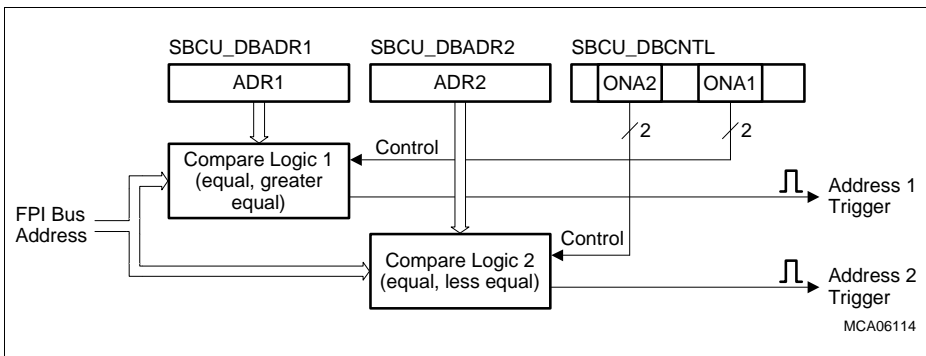 SBCU_DBADR1
SBCU_DBADR2
SBCU_DBCNTL
ADR1
ADR2
ONA2
ONA1
2
2
Control
Compare Logic 1
(equal, greater
equal)
Address 1
Trigger
FPI Bus
Address
Control
Compare Logic 2
(equal, less equal)
Address 2
Trigger
MCA06114